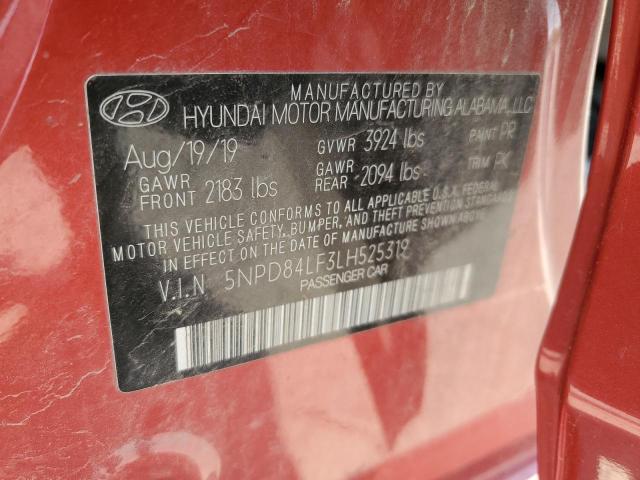 MANUFACTURED BY
HYUNDAI MOTOR MANUFACTURING ALABAMA, LLC
Aug/19/19 GVWR 3924 lbs PAINT PR
GAWR FRONT 2183 lbs GAWR REAR 2094 lbs TRIM PK
THIS VEHICLE CONFORMS TO ALL APPLICABLE U.S.A. FEDERAL
MOTOR VEHICLE SAFETY, BUMPER, AND THEFT PREVENTION STANDARDS
IN EFFECT ON THE DATE OF MANUFACTURE SHOWN ABOVE.
V.I.N 5NPD84LF3LH525319
PASSENGER CAR